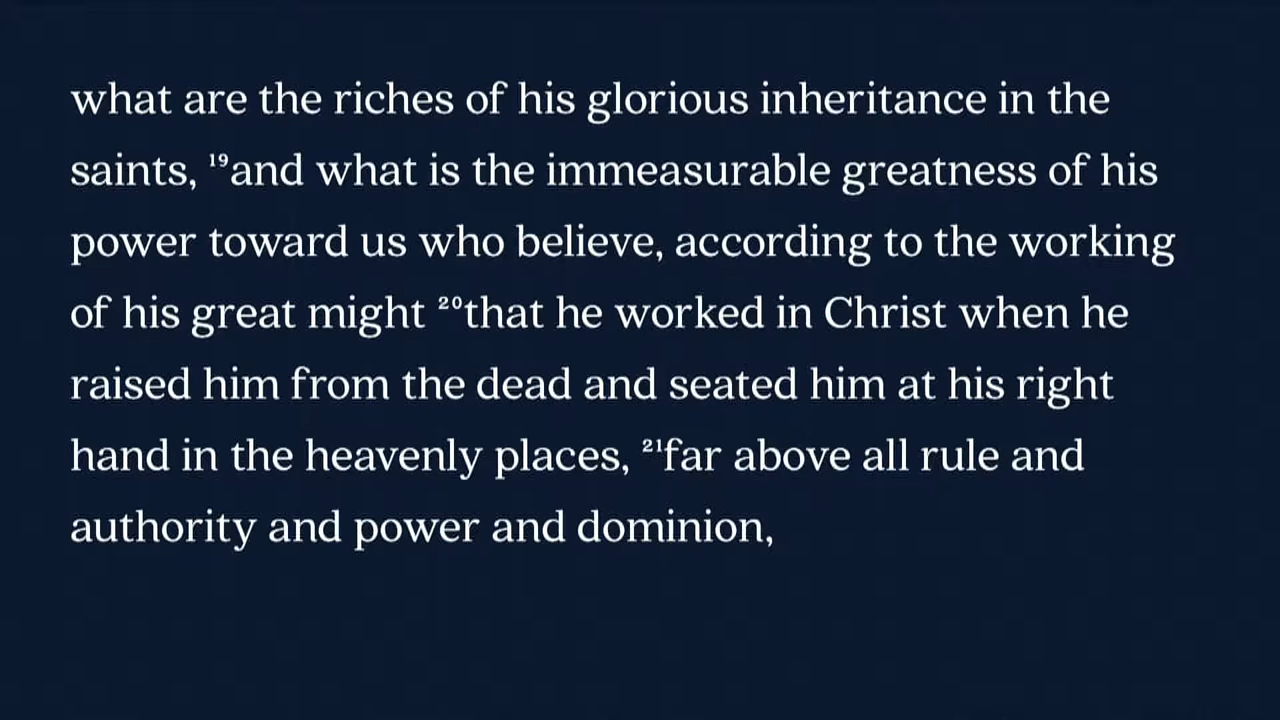 what are the riches of his glorious inheritance in the
saints, ¹⁹and what is the immeasurable greatness of his
power toward us who believe, according to the working
of his great might ²⁰that he worked in Christ when he
raised him from the dead and seated him at his right
hand in the heavenly places, ²¹far above all rule and
authority and power and dominion,